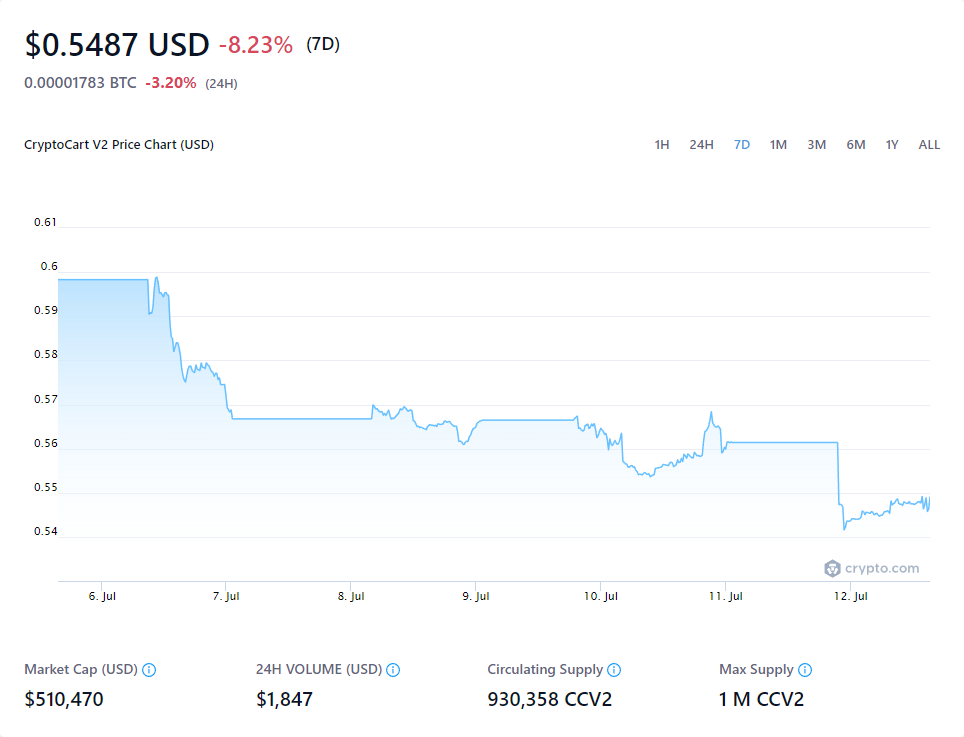 $0.5487 USD -8.23% (7D)
0.00001783 BTC -3.20% (24H)
CryptoCart V2 Price Chart (USD) 1H 24H 7D 1M 3M 6M 1Y ALL
0.61
0.6
0.59
0.58
0.57
0.56
0.55
0.54
crypto.com
6. Jul 7. Jul 8. Jul 9. Jul 10. Jul 11. Jul 12. Jul
Market Cap (USD) 24H VOLUME (USD) Circulating Supply Max Supply
$510,470 $1,847 930,358 CCV2 1 M CCV2